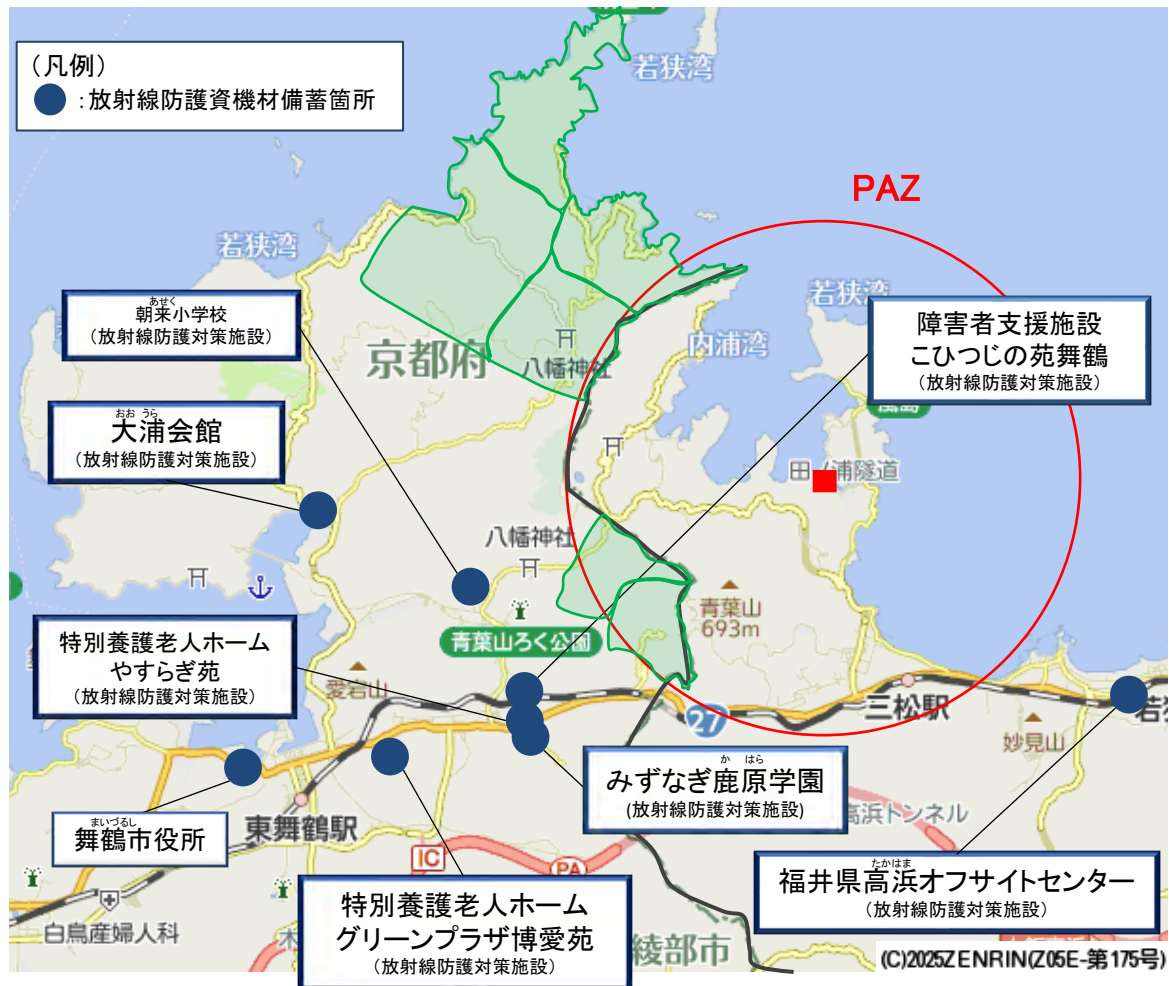 (凡例)
:放射線防護資機材備蓄箇所
若狭湾
PAZ
若狭湾
若狭湾
内浦湾
あせく
朝来小学校
(放射線防護対策施設)
京都府
八幡神社
障害者支援施設
こひつじの苑舞鶴
(放射線防護対策施設)
おお うら
大浦会館
(放射線防護対策施設)
田ノ浦隧道
八幡神社
青葉山
693m
青葉山ろく公園
特別養護老人ホーム
やすらぎ苑
(放射線防護対策施設)
愛宕山
三松駅
27
妙見山
か はら
みずなぎ鹿原学園
(放射線防護対策施設)
まいづるし
舞鶴市役所
東舞鶴駅
高浜トンネル
IC
PA
たかはま
福井県高浜オフサイトセンター
(放射線防護対策施設)
特別養護老人ホーム
グリーンプラザ博愛苑
(放射線防護対策施設)
白鳥産婦人科
綾部市
(C)2025ZENRIN(Z05E-第175号)